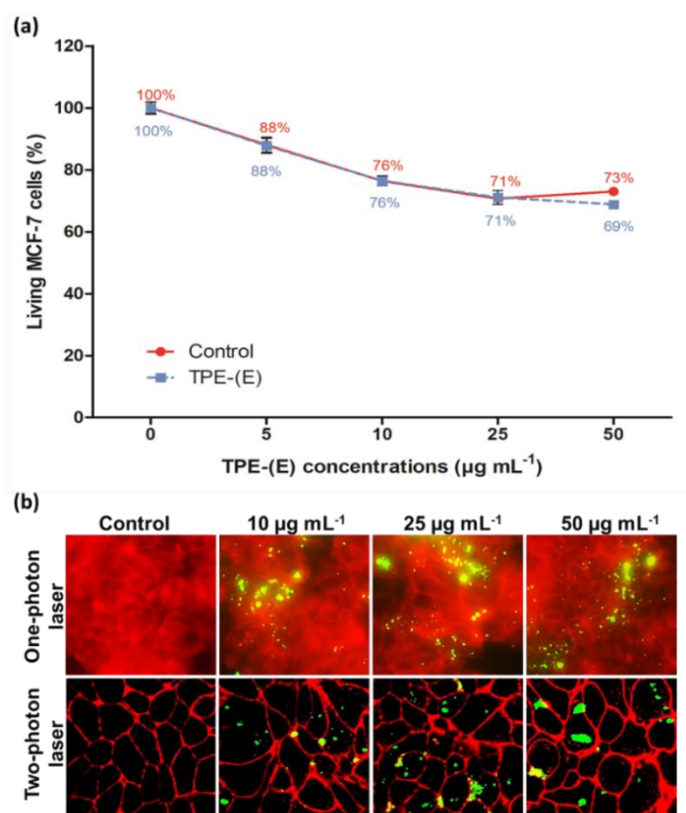 (a)
120
100
80
60
40
20
0
Living MCF-7 cells (%)
100%
88%
76%
71%
73%
100%
88%
76%
71%
69%
Control
TPE-(E)
0 5 10 25 50
TPE-(E) concentrations (µg mL⁻¹)
(b)
Control 10 µg mL⁻¹ 25 µg mL⁻¹ 50 µg mL⁻¹
One-photon
laser
Two-photon
laser